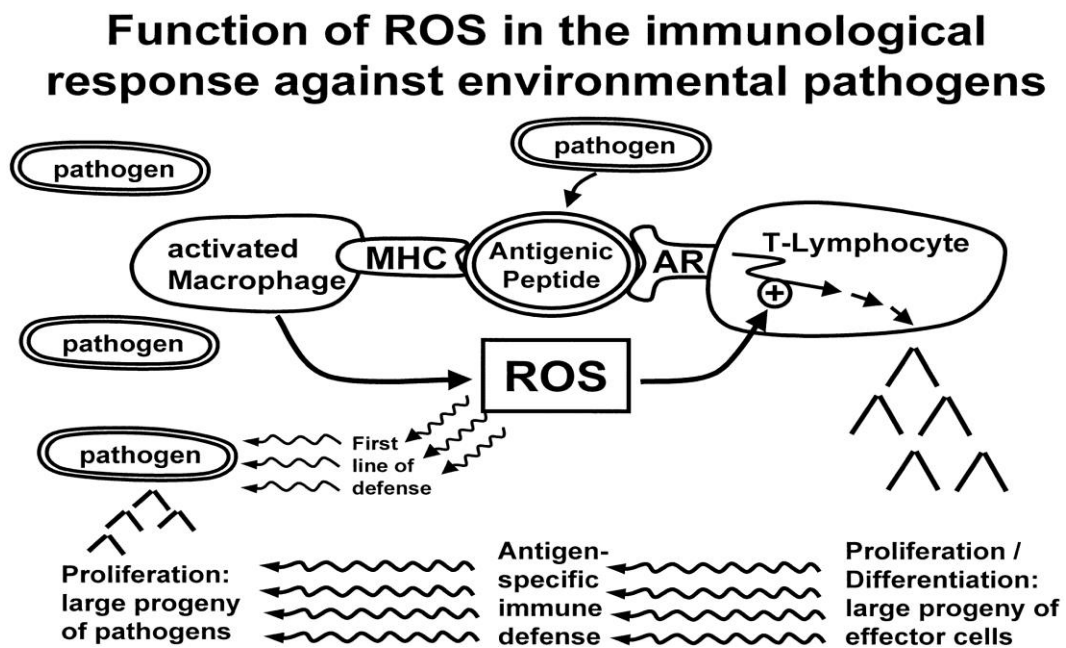 Function of ROS in the immunological
response against environmental pathogens
pathogen
pathogen
activated
Macrophage
MHC
Antigenic
Peptide
AR
T-Lymphocyte
+
pathogen
ROS
pathogen
First
line of
defense
Proliferation:
large progeny
of pathogens
Antigen-
specific
immune
defense
Proliferation /
Differentiation:
large progeny of
effector cells